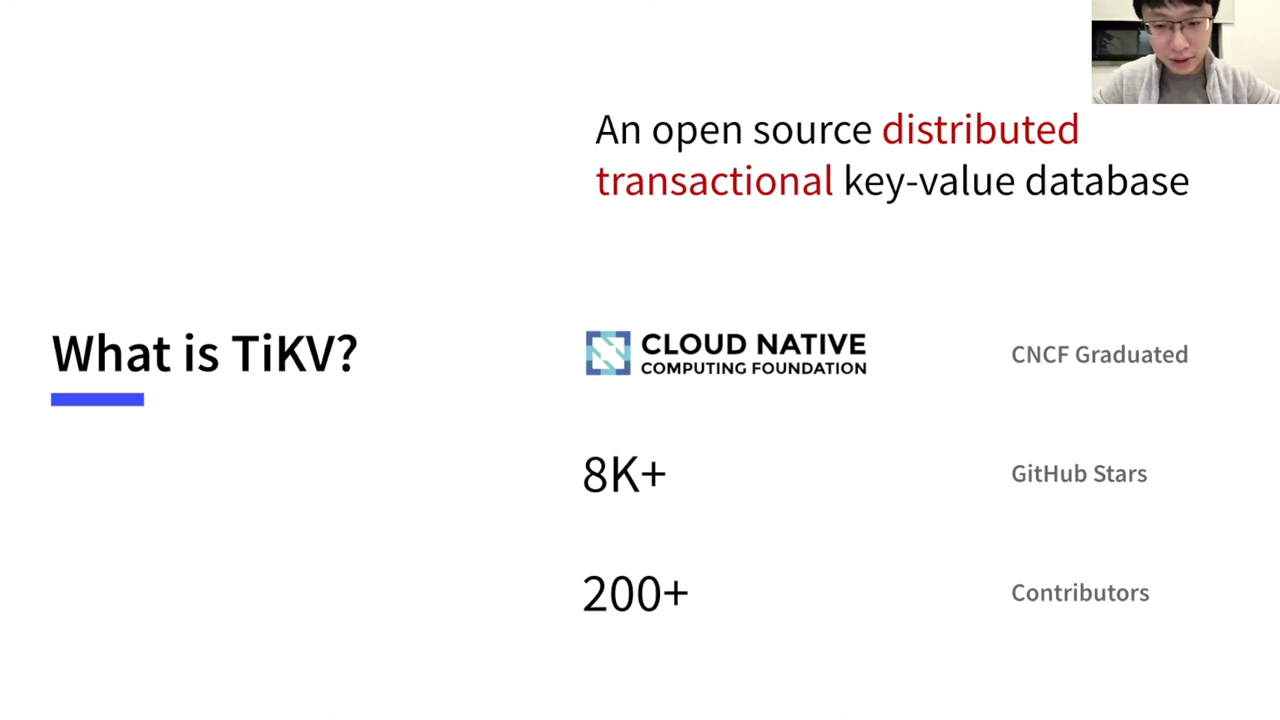 An open source distributed
transactional key-value database
What is TiKV?
CLOUD NATIVE
COMPUTING FOUNDATION
CNCF Graduated
8K+
GitHub Stars
200+
Contributors